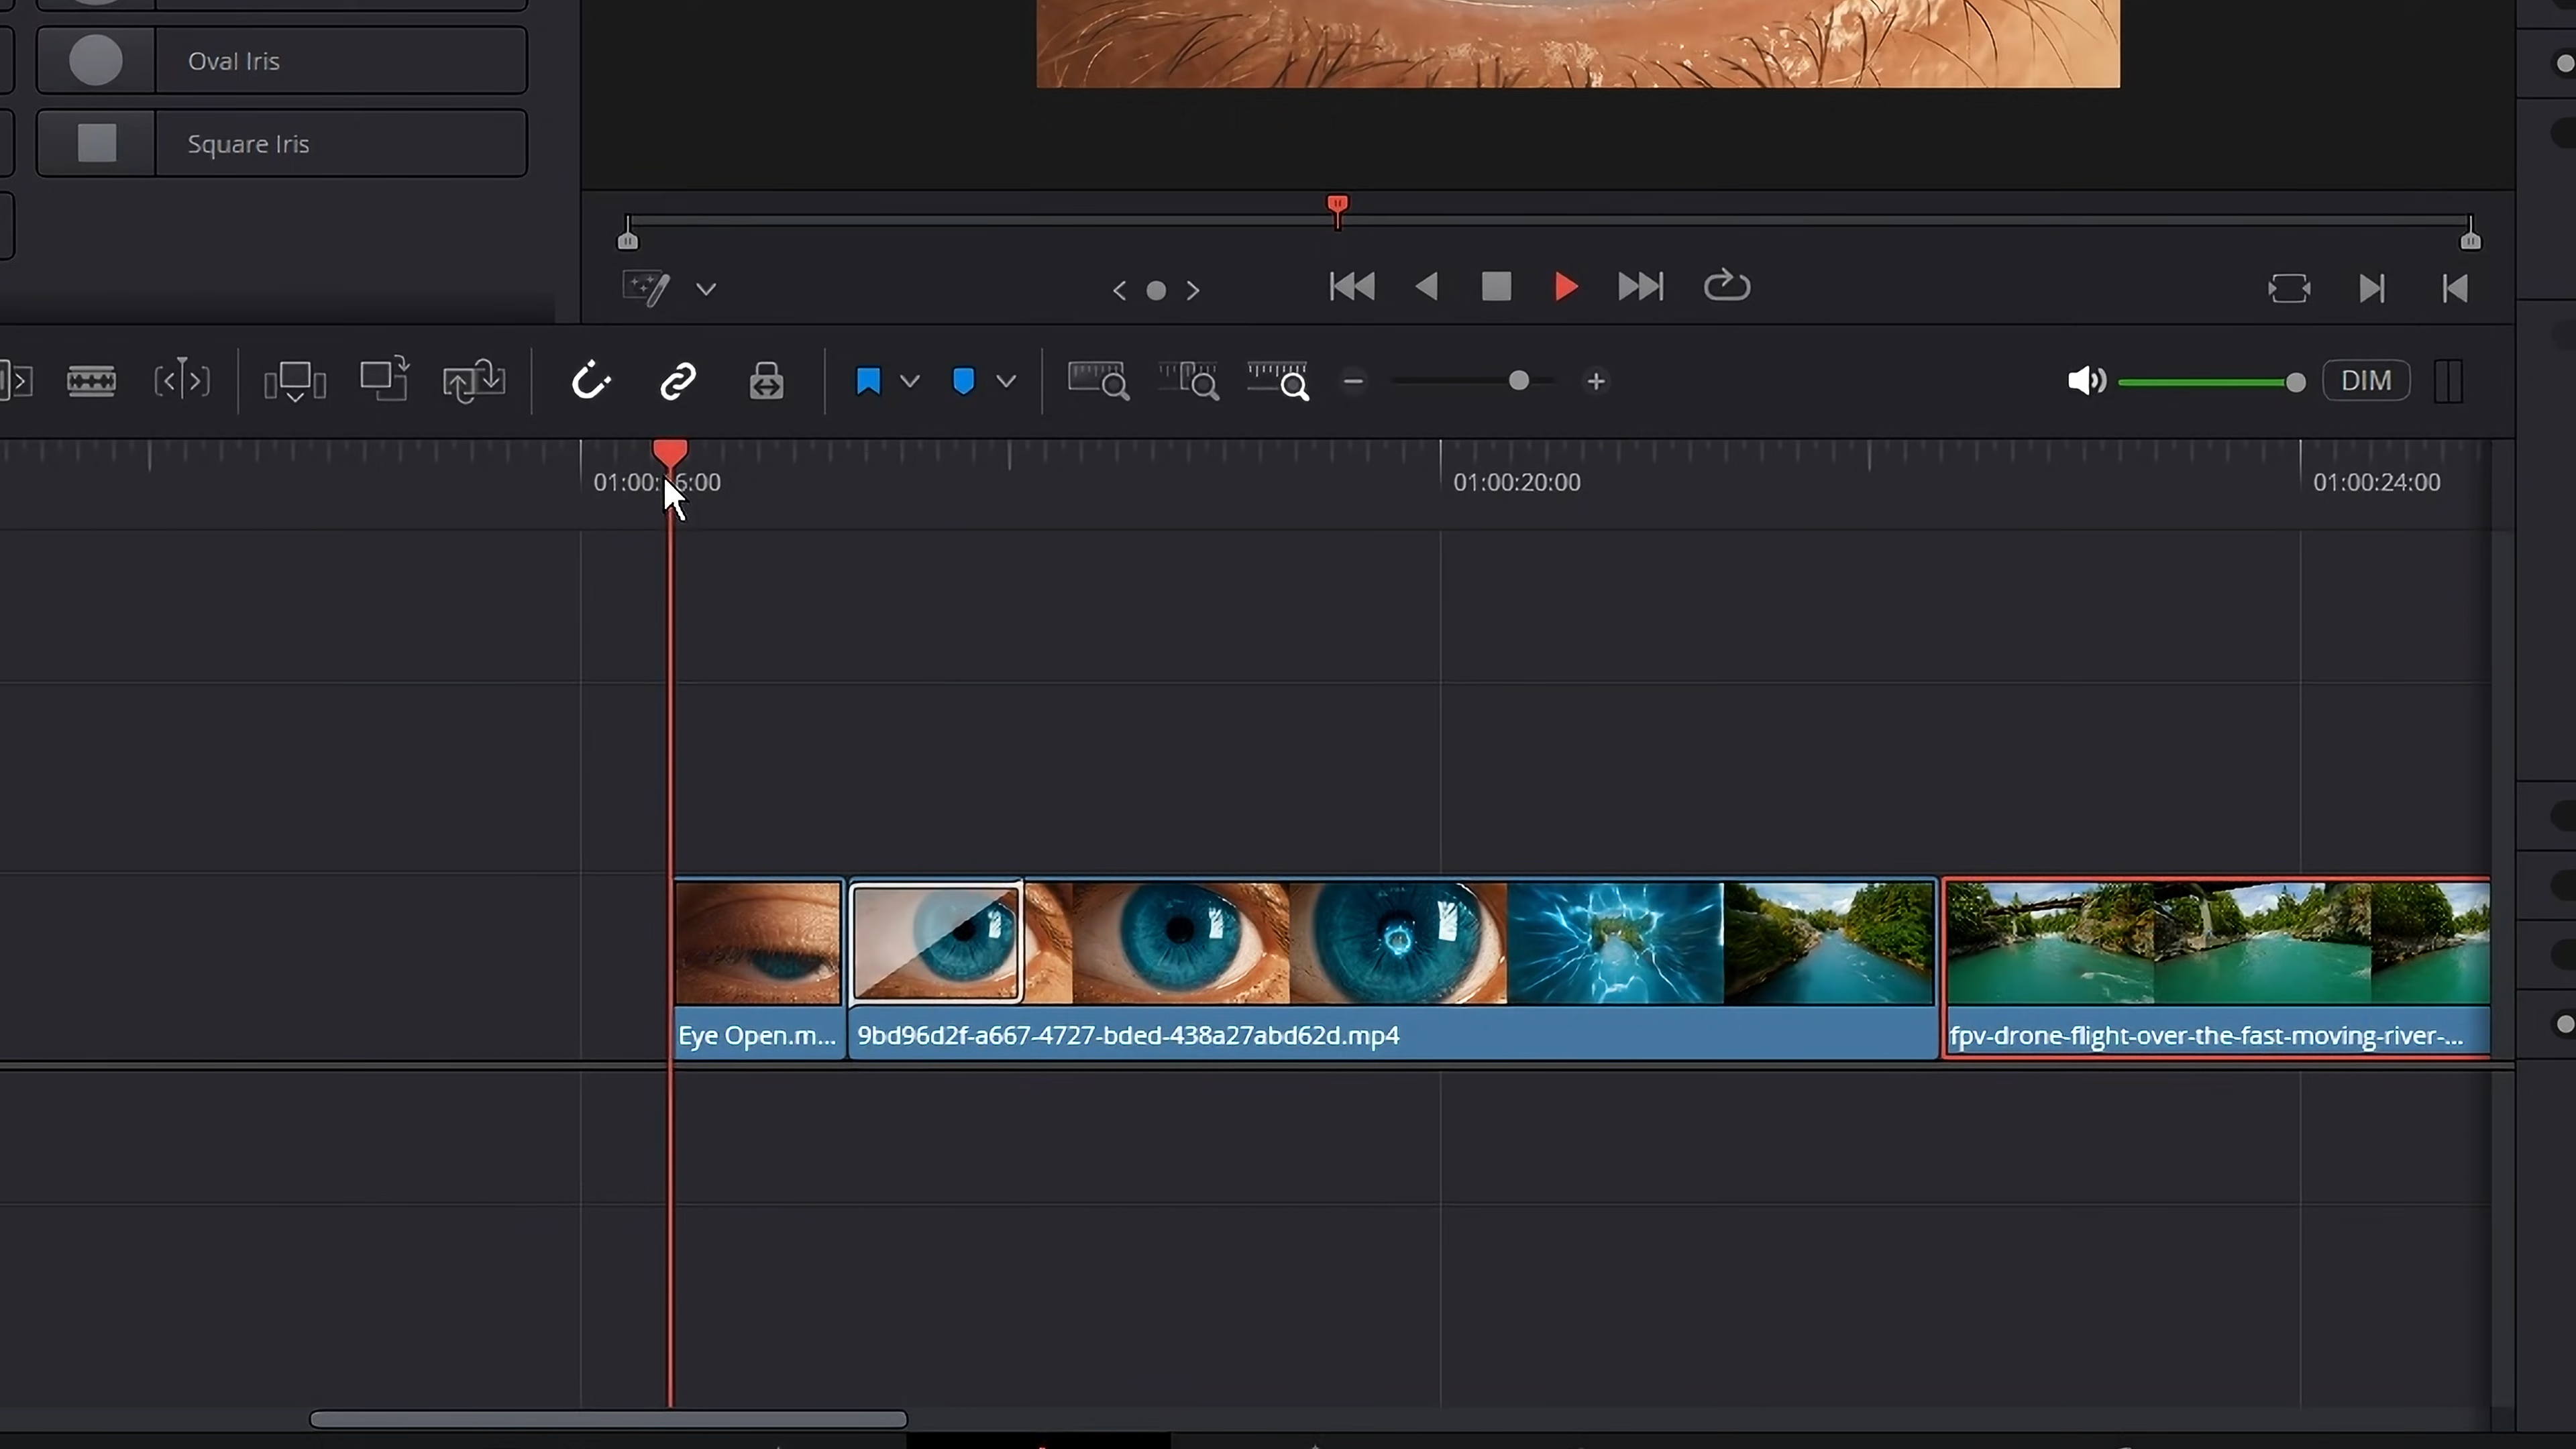 Oval Iris
Square Iris
DIM
01:00:20:00
01:00:24:00
Eye Open.m...
9bd96d2f-a667-4727-bded-438a27abd62d.mp4
fpv-drone-flight-over-the-fast-moving-river-...